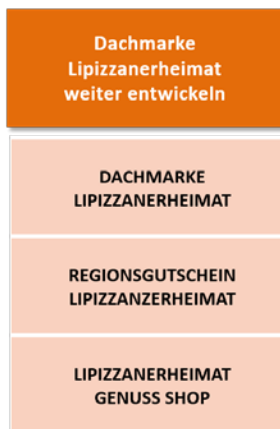 Dachmarke
Lipizzanerheimat
weiter entwickeln
DACHMARKE
LIPIZZANERHEIMAT
REGIONSGUTSCHEIN
LIPIZZANZERHEIMAT
LIPIZZANERHEIMAT
GENUSS SHOP